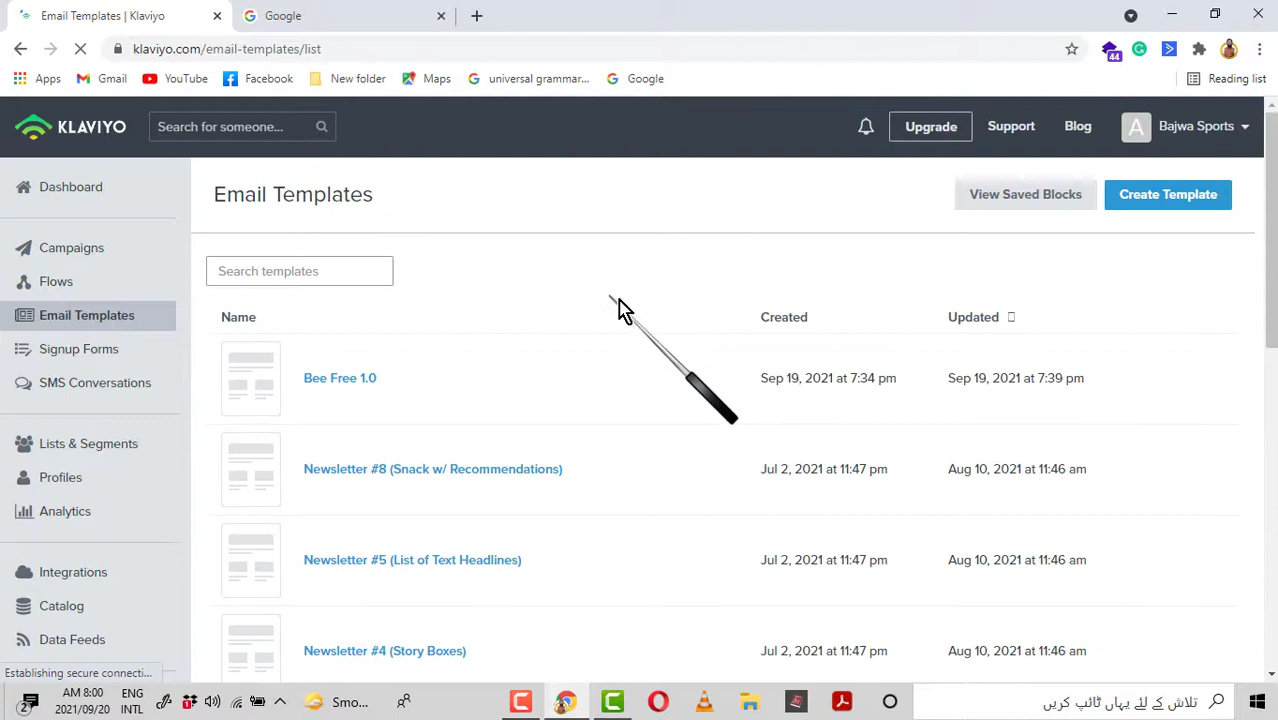 Email Templates | Klaviyo
Google
klaviyo.com/email-templates/list
44
Apps
Gmail
YouTube
Facebook
New folder
Maps
universal grammar...
Google
Reading list
KLAVIYO
Search for someone...
Upgrade
Support
Blog
A
Bajwa Sports
Dashboard
Campaigns
Flows
Email Templates
Signup Forms
SMS Conversations
Lists & Segments
Profiles
Analytics
Integrations
Catalog
Data Feeds
Establishing secure connecti...
Email Templates
View Saved Blocks
Create Template
Search templates
Name
Created
Updated
Bee Free 1.0
Sep 19, 2021 at 7:34 pm
Sep 19, 2021 at 7:39 pm
Newsletter #8 (Snack w/ Recommendations)
Jul 2, 2021 at 11:47 pm
Aug 10, 2021 at 11:46 am
Newsletter #5 (List of Text Headlines)
Jul 2, 2021 at 11:47 pm
Aug 10, 2021 at 11:46 am
Newsletter #4 (Story Boxes)
Jul 2, 2021 at 11:47 pm
Aug 10, 2021 at 11:46 am
2
AM 8:00
2021/09/20
ENG
INTL
Smo...
تلاش کے لئے یہاں ٹائپ کریں